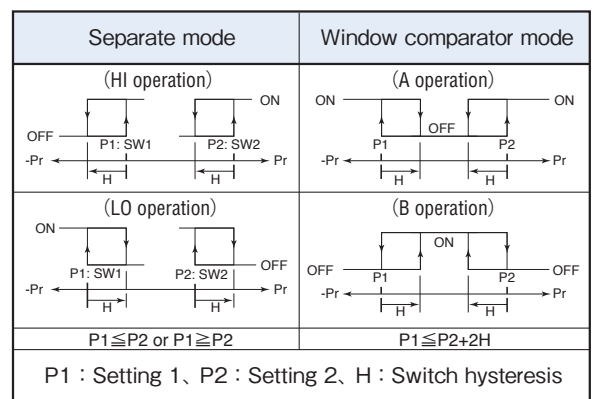 Separate mode
Window comparator mode
(HI operation)
ON
OFF
P1: SW1
P2: SW2
-Pr
Pr
H
H
(A operation)
ON
ON
OFF
P1
P2
-Pr
Pr
H
H
(LO operation)
ON
P1: SW1
P2: SW2
OFF
-Pr
Pr
H
H
(B operation)
ON
OFF
OFF
P1
P2
-Pr
Pr
H
H
P1≦P2 or P1≧P2
P1≦P2+2H
P1：Setting 1、P2：Setting 2、H：Switch hysteresis